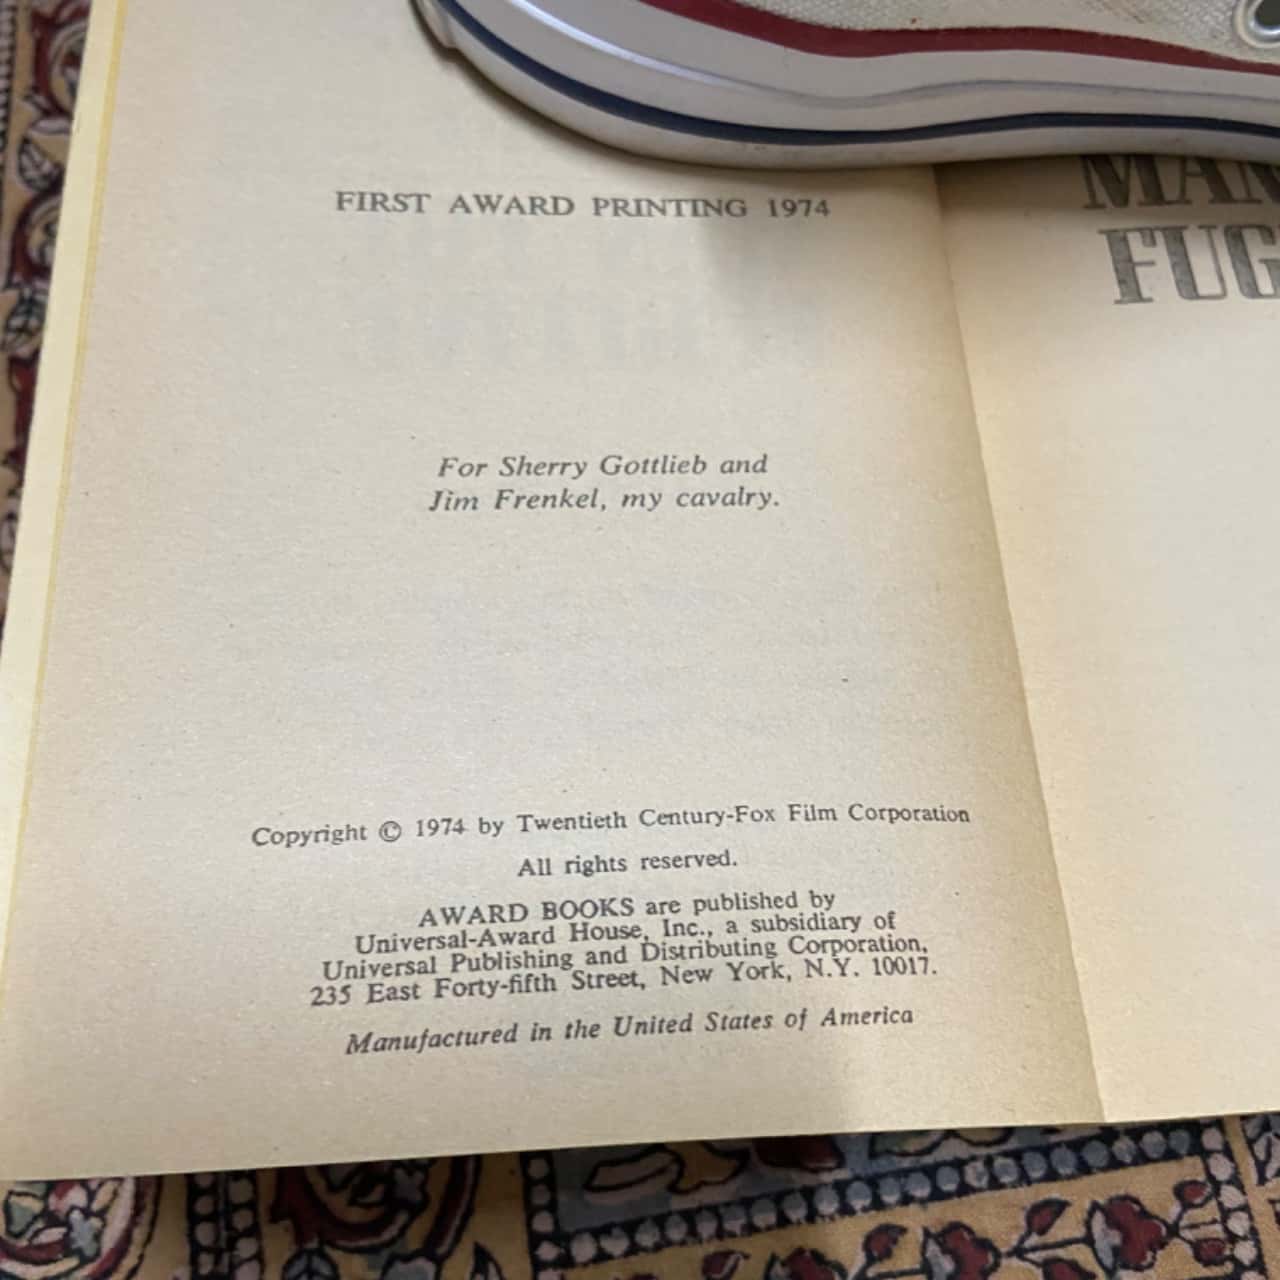 FIRST AWARD PRINTING 1974
For Sherry Gottlieb and
Jim Frenkel, my cavalry.
Copyright © 1974 by Twentieth Century-Fox Film Corporation
All rights reserved.
AWARD BOOKS are published by
Universal-Award House, Inc., a subsidiary of
Universal Publishing and Distributing Corporation,
235 East Forty-fifth Street, New York, N.Y. 10017.
Manufactured in the United States of America
MAN
FUG